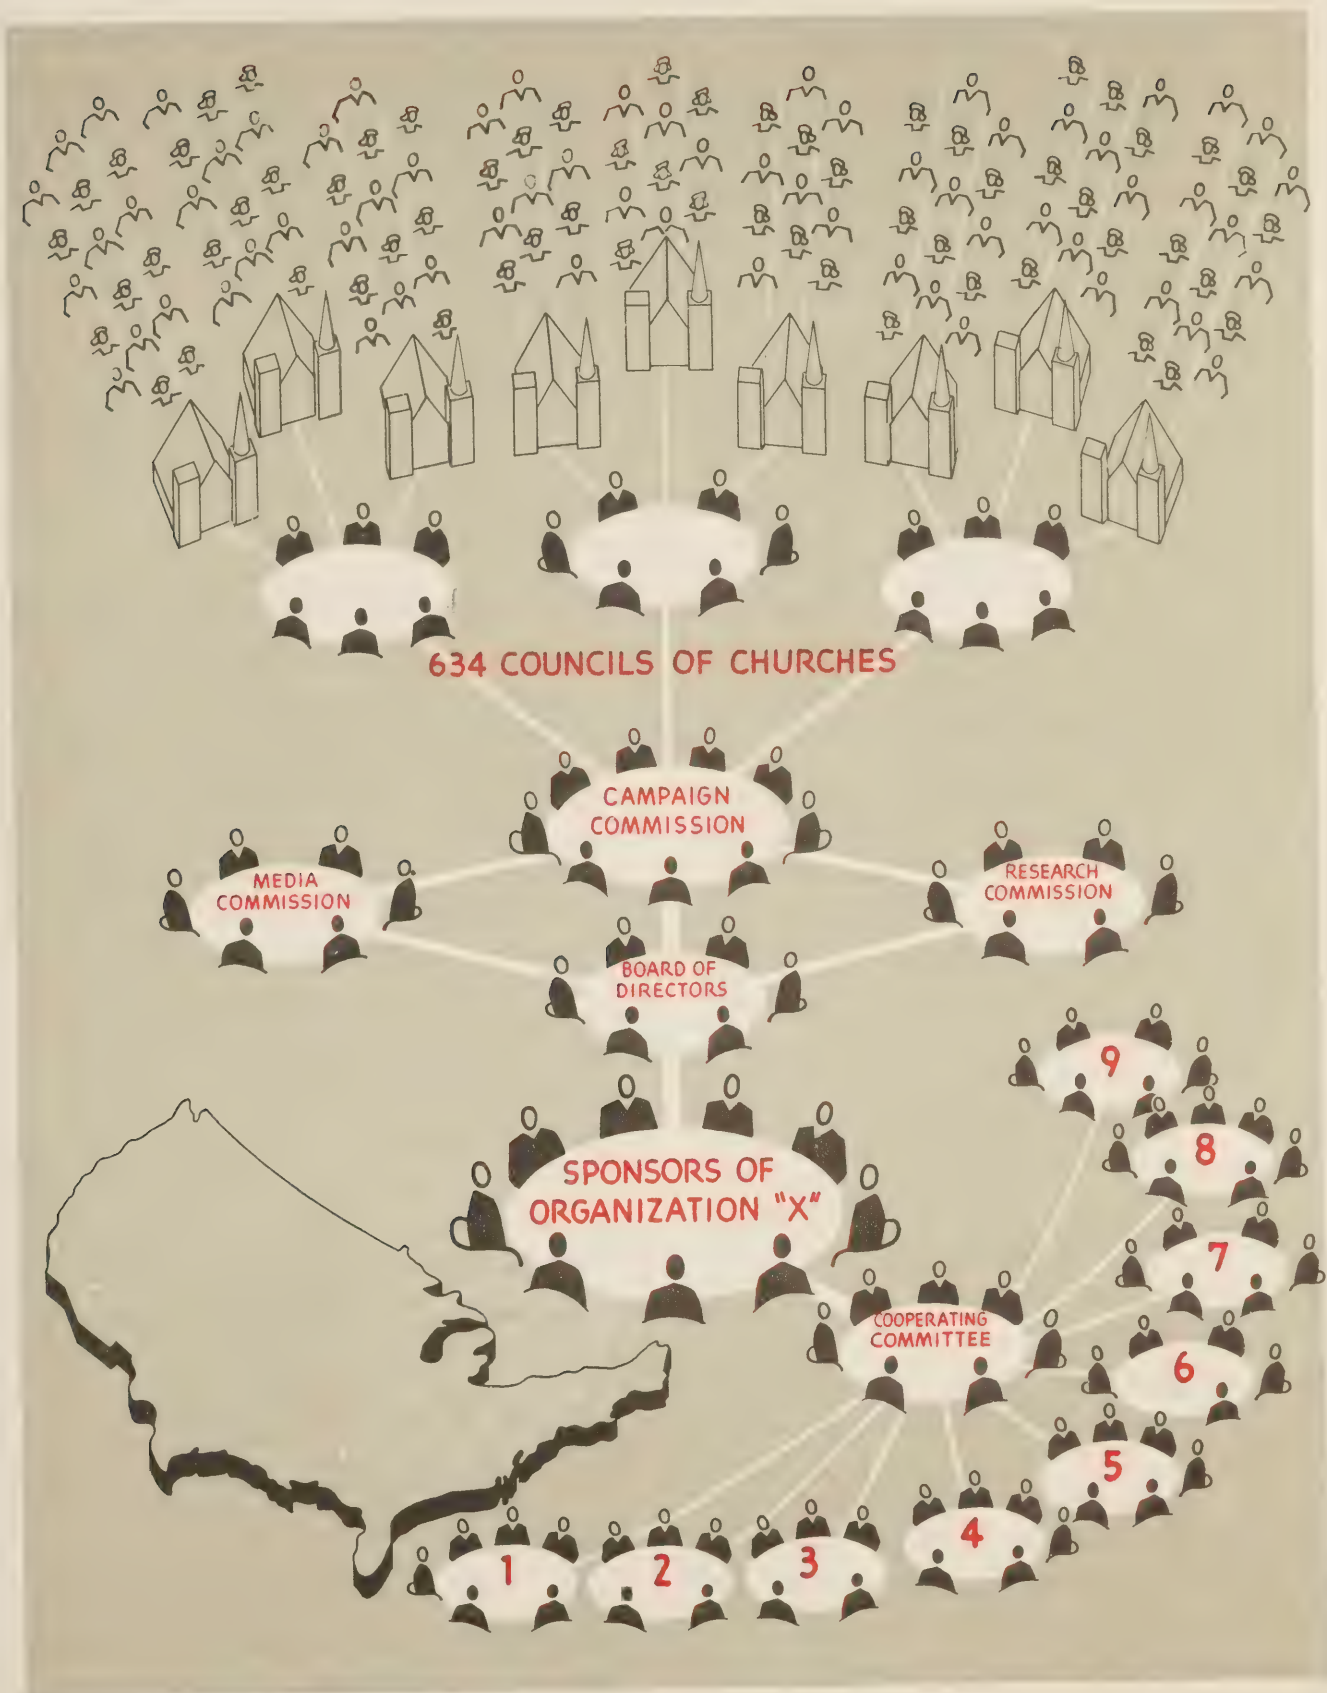 634 COUNCILS OF CHURCHES
CAMPAIGN
COMMISSION
MEDIA
COMMISSION
RESEARCH
COMMISSION
BOARD OF
DIRECTORS
SPONSORS OF
ORGANIZATION "X"
COOPERATING
COMMITTEE
9
8
7
6
5
4
3
2
1